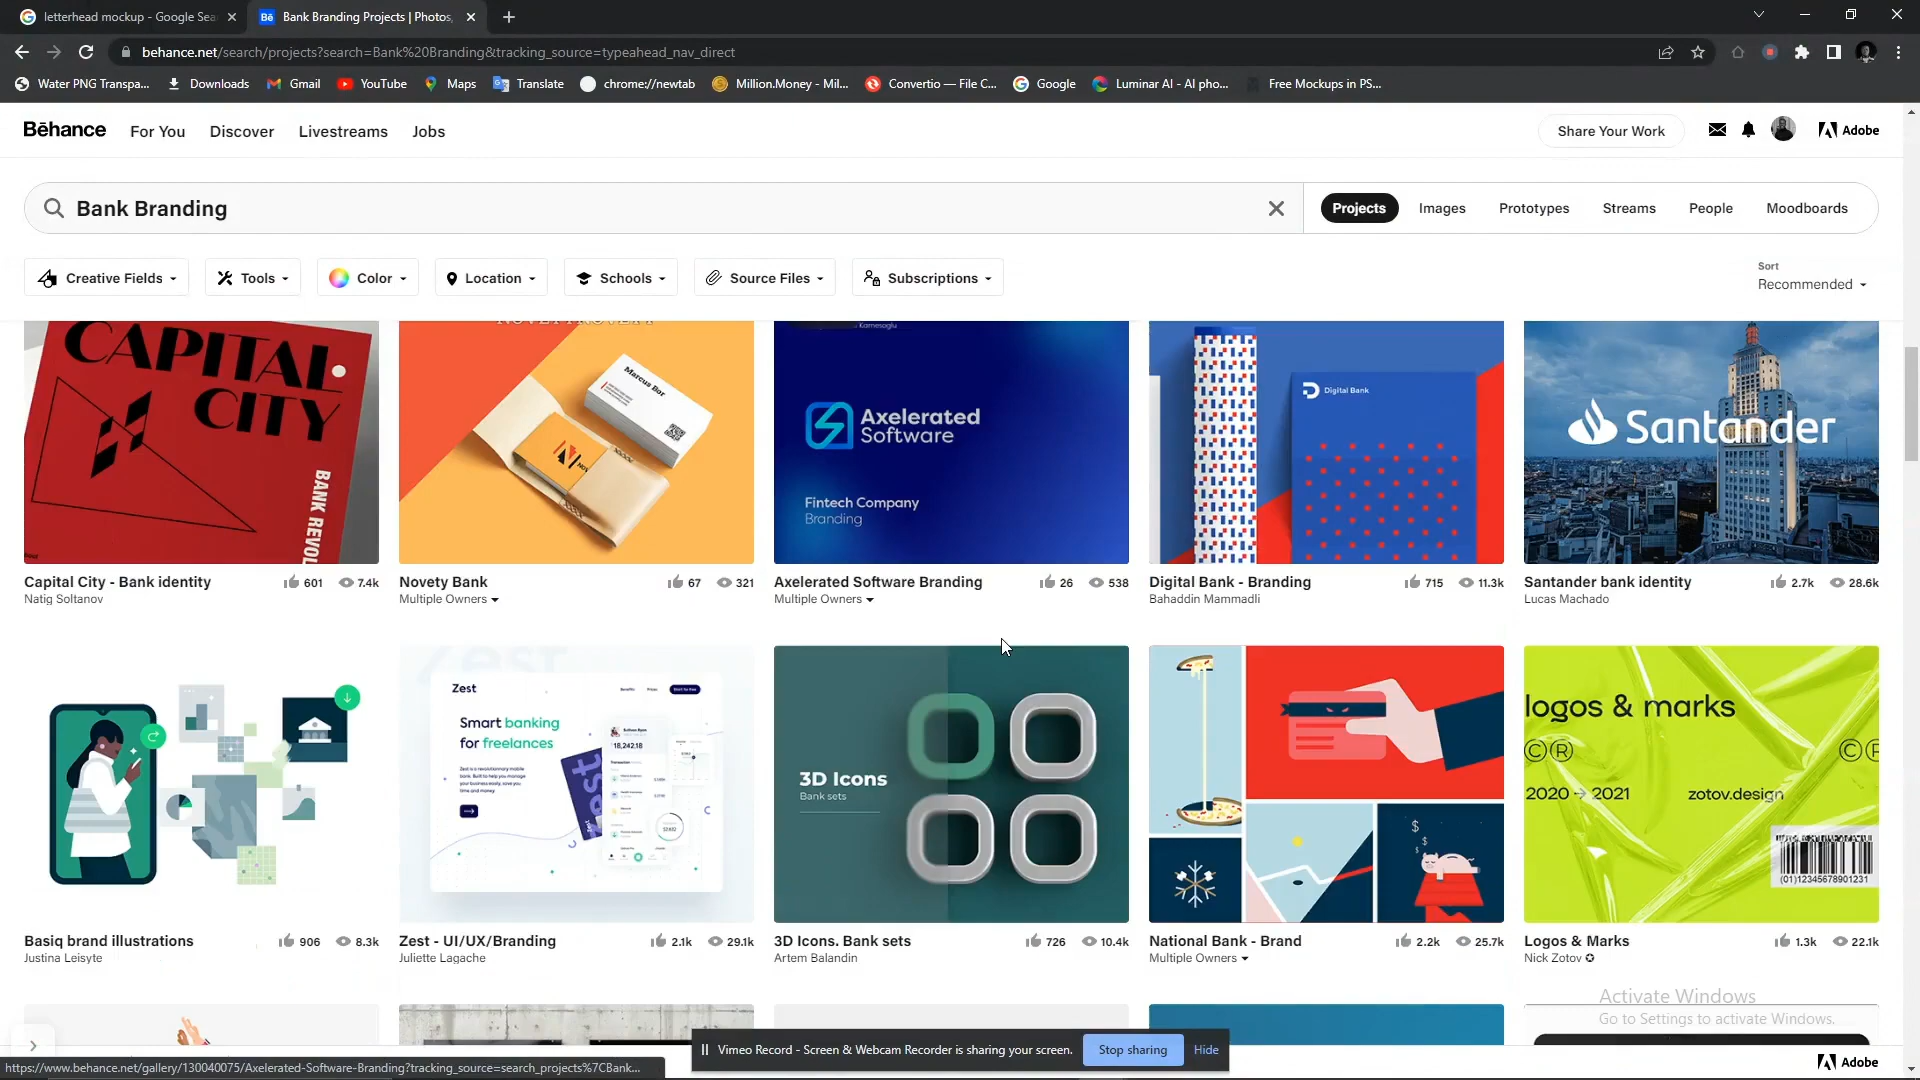 letterhead mockup - Google Sea
Bank Branding Projects | Photos,
behance.net/search/projects?search=Bank%20Branding&tracking_source=typeahead_nav_direct
Water PNG Transpa...
Downloads
Gmail
YouTube
Maps
Translate
chrome://newtab
Million.Money - Mil...
Convertio — File C...
Google
Luminar AI - AI pho...
Free Mockups in PS...
Bēhance
For You
Discover
Livestreams
Jobs
Share Your Work
Adobe
Bank Branding
Projects
Images
Prototypes
Streams
People
Moodboards
Creative Fields
Tools
Color
Location
Schools
Source Files
Subscriptions
Sort
Recommended
CAPITAL
CITY
BANK REVOL
Marcus Bor
Axelerated
Software
Fintech Company
Branding
Digital Bank
Santander
Capital City - Bank identity
601
7.4k
Natig Soltanov
Novety Bank
67
321
Multiple Owners
Axelerated Software Branding
26
538
Multiple Owners
Digital Bank - Branding
715
11.3k
Bahaddin Mammadli
Santander bank identity
2.7k
28.6k
Lucas Machado
Zest
Smart banking
for freelances
18,242.18
zest
3D Icons
Bank sets
logos & marks
©®
2020 → 2021
zotov.design
(01)12345678901231
Basiq brand illustrations
906
8.3k
Justina Leisyte
Zest - UI/UX/Branding
2.1k
29.1k
Juliette Lagache
3D Icons. Bank sets
726
10.4k
Artem Balandin
National Bank - Brand
2.2k
25.7k
Multiple Owners
Logos & Marks
1.3k
22.1k
Nick Zotov
Activate Windows
Go to Settings to activate Windows.
Vimeo Record - Screen & Webcam Recorder is sharing your screen.
Stop sharing
Hide
https://www.behance.net/gallery/130040075/Axelerated-Software-Branding?tracking_source=search_projects%7CBank...
Adobe